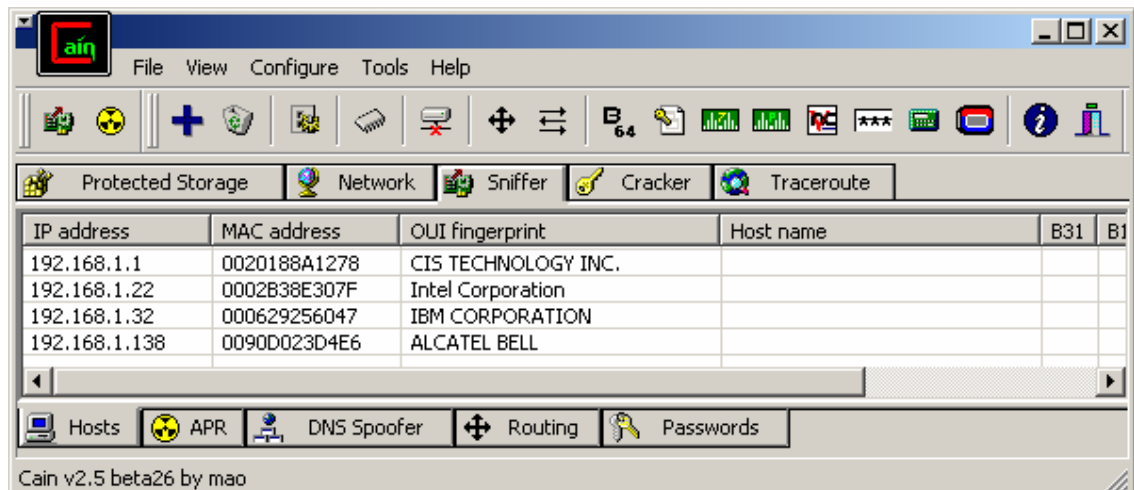 Cain
File View Configure Tools Help
B 64 ***
Protected Storage Network Sniffer Cracker Traceroute
IP address MAC address OUI fingerprint Host name B31 B1
192.168.1.1 0020188A1278 CIS TECHNOLOGY INC.
192.168.1.22 0002B38E307F Intel Corporation
192.168.1.32 000629256047 IBM CORPORATION
192.168.1.138 0090D023D4E6 ALCATEL BELL
Hosts APR DNS Spoofer Routing Passwords
Cain v2.5 beta26 by mao